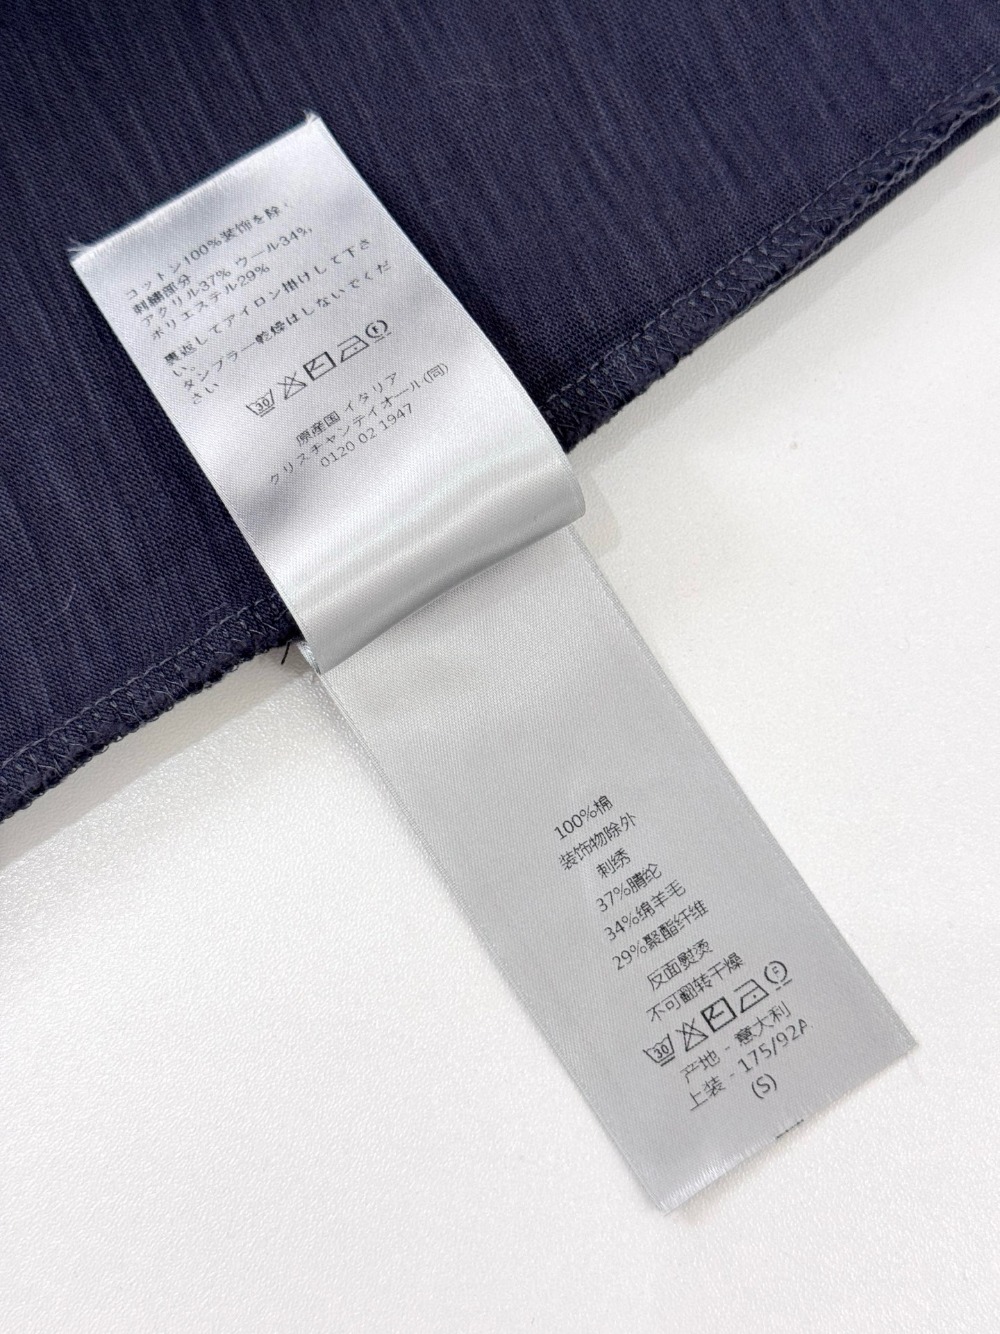 コットン100%装飾を除く
刺繍部分
アクリル37% ウール34%
ポリエステル29%
裏返してアイロン掛けして下さ
い。
タンブラー乾燥はしないでくだ
さい
30
F
原産国 イタリア
クリスチャンディオール(同)
0120 02 1947
100%棉
装饰物除外
刺绣
37%腈纶
34%绵羊毛
29%聚酯纤维
反面熨烫
不可翻转干燥
30
F
产地 - 意大利
上装 - 175/92A
(S)